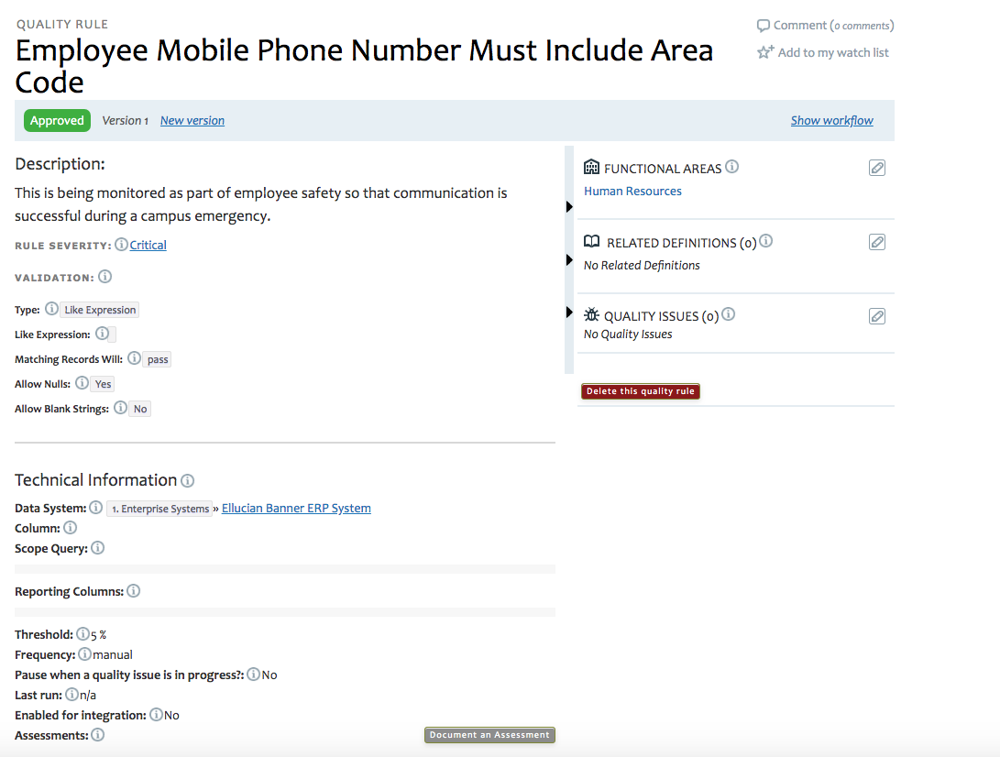 QUALITY RULE
Employee Mobile Phone Number Must Include Area
Code
Comment (0 comments)
Add to my watch list
Approved Version 1 New version Show workflow
Description:
This is being monitored as part of employee safety so that communication is
successful during a campus emergency.
RULE SEVERITY: Critical
VALIDATION:
Type: Like Expression
Like Expression:
Matching Records Will: pass
Allow Nulls: Yes
Allow Blank Strings: No
FUNCTIONAL AREAS
Human Resources
RELATED DEFINITIONS (0)
No Related Definitions
QUALITY ISSUES (0)
No Quality Issues
Delete this quality rule
Technical Information
Data System: 1. Enterprise Systems » Ellucian Banner ERP System
Column:
Scope Query:
Reporting Columns:
Threshold: 5 %
Frequency: manual
Pause when a quality issue is in progress?: No
Last run: n/a
Enabled for integration: No
Assessments:
Document an Assessment